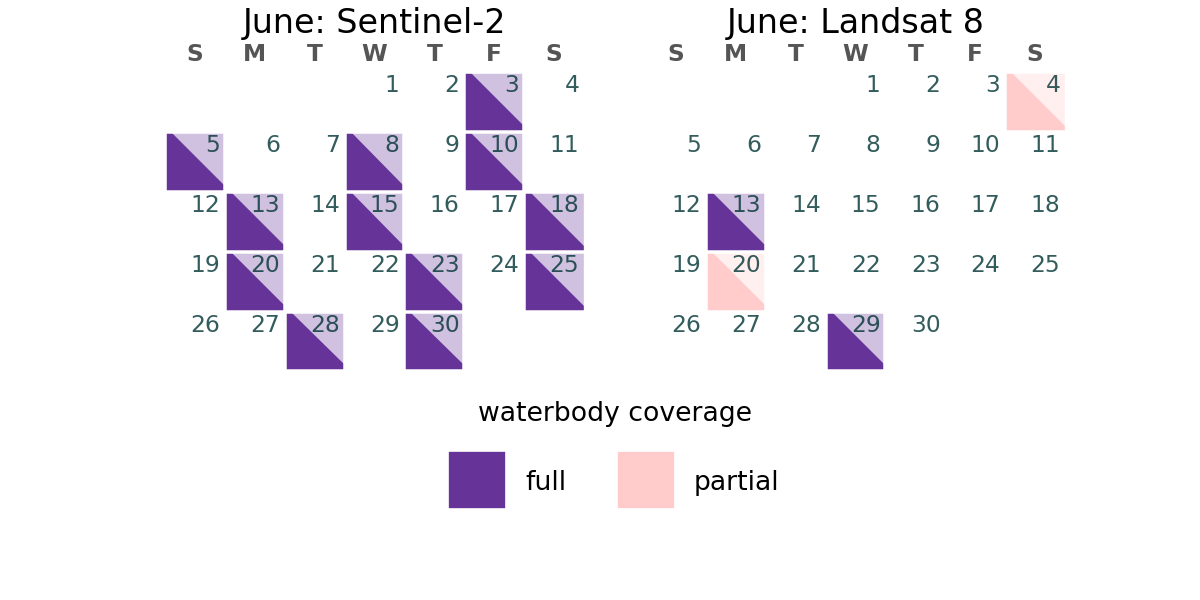 June: Sentinel-2
S M T W T F S
1 2 3 4
5 6 7 8 9 10 11
12 13 14 15 16 17 18
19 20 21 22 23 24 25
26 27 28 29 30
June: Landsat 8
S M T W T F S
1 2 3 4
5 6 7 8 9 10 11
12 13 14 15 16 17 18
19 20 21 22 23 24 25
26 27 28 29 30
waterbody coverage
full
partial